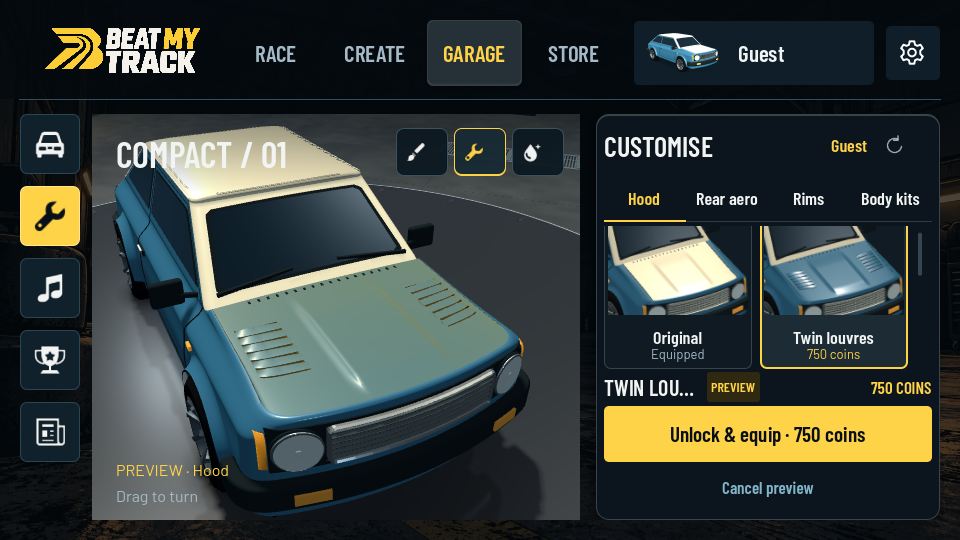 BEAT MY
TRACK
RACE
CREATE
GARAGE
STORE
Guest
COMPACT / 01
PREVIEW · Hood
Drag to turn
CUSTOMISE
Guest
Hood
Rear aero
Rims
Body kits
Original
Equipped
Twin louvres
750 coins
TWIN LOU...
PREVIEW
750 COINS
Unlock & equip · 750 coins
Cancel preview